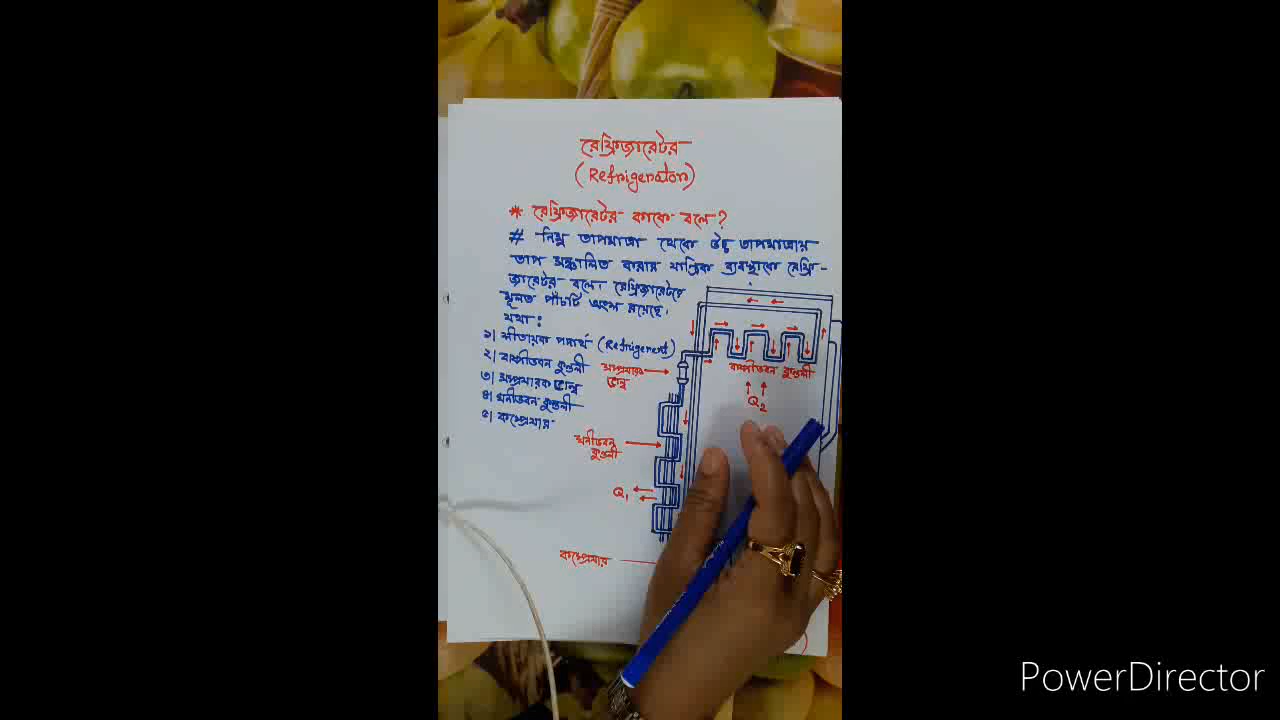 রেফ্রিজারেটর
(Refrigerator)
* রেফ্রিজারেটর কাকে বলে?
# নিম্ন তাপমাত্রা থেকে উচ্চ তাপমাত্রায়
তাপ সঞ্চালিত করার যান্ত্রিক ব্যবস্থাকে রেফ্রি-
জারেটর বলে। রেফ্রিজারেটরে
মূলত পাঁচটি অংশ রয়েছে।
যথা:
১। শীতায়ক পদার্থ (Refrigerent)
২। বাষ্পীভবন কুণ্ডলী
৩। সম্প্রসারক ভাল্ব
৪। ঘনীভবন কুণ্ডলী
৫। কম্প্রেসার
সম্প্রসারক
ভাল্ব
বাষ্পীভবন কুণ্ডলী
Q2
ঘনীভবন
কুণ্ডলী
Q1
কম্প্রেসার
PowerDirector